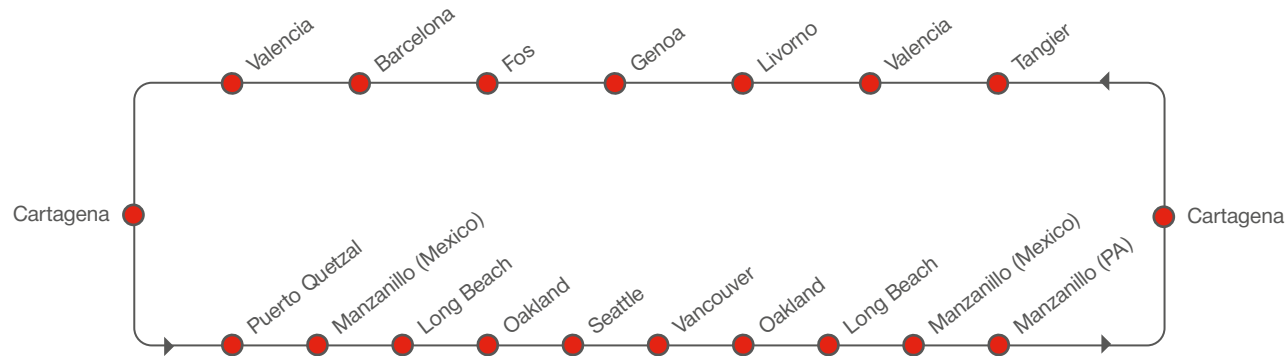 Valencia
Barcelona
Fos
Genoa
Livorno
Valencia
Tangier
Cartagena
Cartagena
Puerto Quetzal
Manzanillo (Mexico)
Long Beach
Oakland
Seattle
Vancouver
Oakland
Long Beach
Manzanillo (Mexico)
Manzanillo (PA)